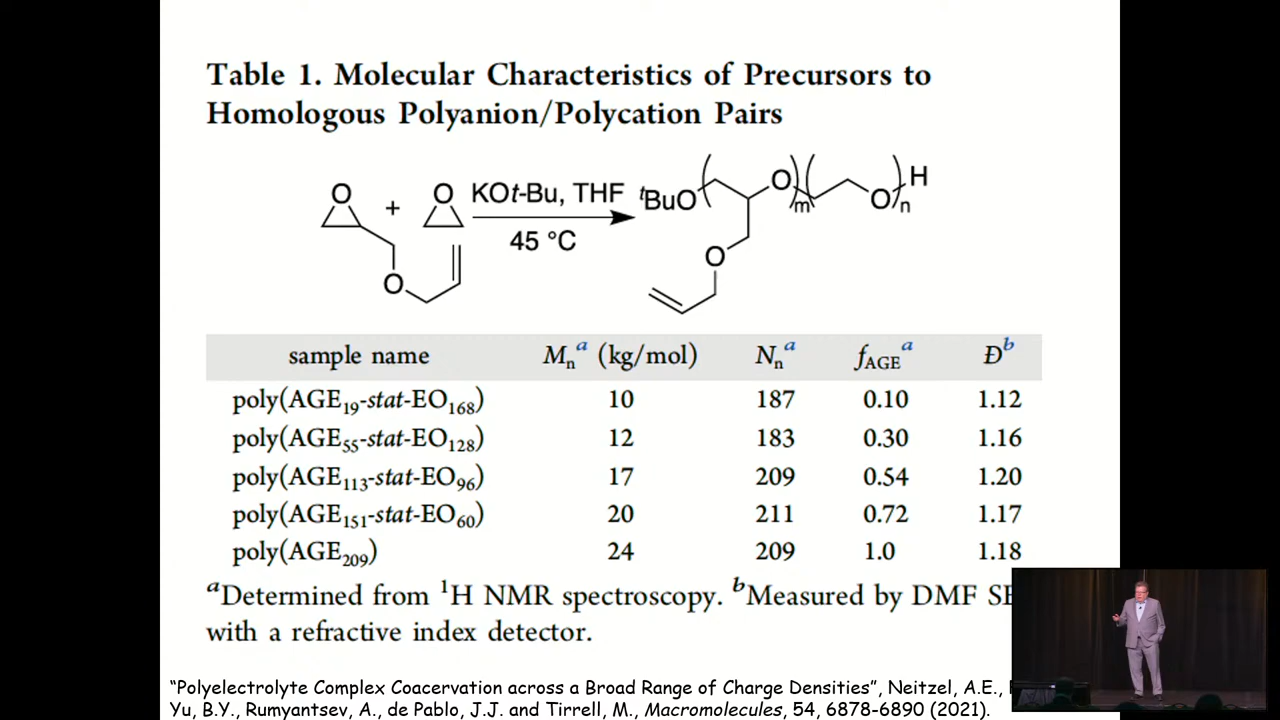 Table 1. Molecular Characteristics of Precursors to
Homologous Polyanion/Polycation Pairs
O + O KOt-Bu, THF 45 °C O
ᵗBuO O m O n H O
sample name Mₙᵃ (kg/mol) Nₙᵃ f_AGEᵃ Đᵇ
poly(AGE₁₉-stat-EO₁₆₈) 10 187 0.10 1.12
poly(AGE₅₅-stat-EO₁₂₈) 12 183 0.30 1.16
poly(AGE₁₁₃-stat-EO₉₆) 17 209 0.54 1.20
poly(AGE₁₅₁-stat-EO₆₀) 20 211 0.72 1.17
poly(AGE₂₀₉) 24 209 1.0 1.18
ᵃDetermined from ¹H NMR spectroscopy. ᵇMeasured by DMF
with a refractive index detector.
“Polyelectrolyte Complex Coacervation across a Broad Range of Charge Densities”, Neitzel, A.E.,
Yu, B.Y., Rumyantsev, A., de Pablo, J.J. and Tirrell, M., Macromolecules, 54, 6878-6890 (2021).